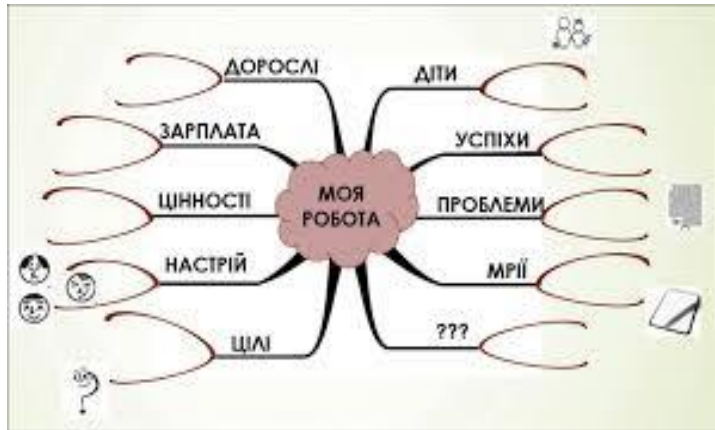 ДОРОСЛІ
ДІТИ
ЗАРПЛАТА
УСПІХИ
ЦІННОСТІ
МОЯ
РОБОТА
ПРОБЛЕМИ
НАСТРІЙ
МРІЇ
ЦІЛІ
???